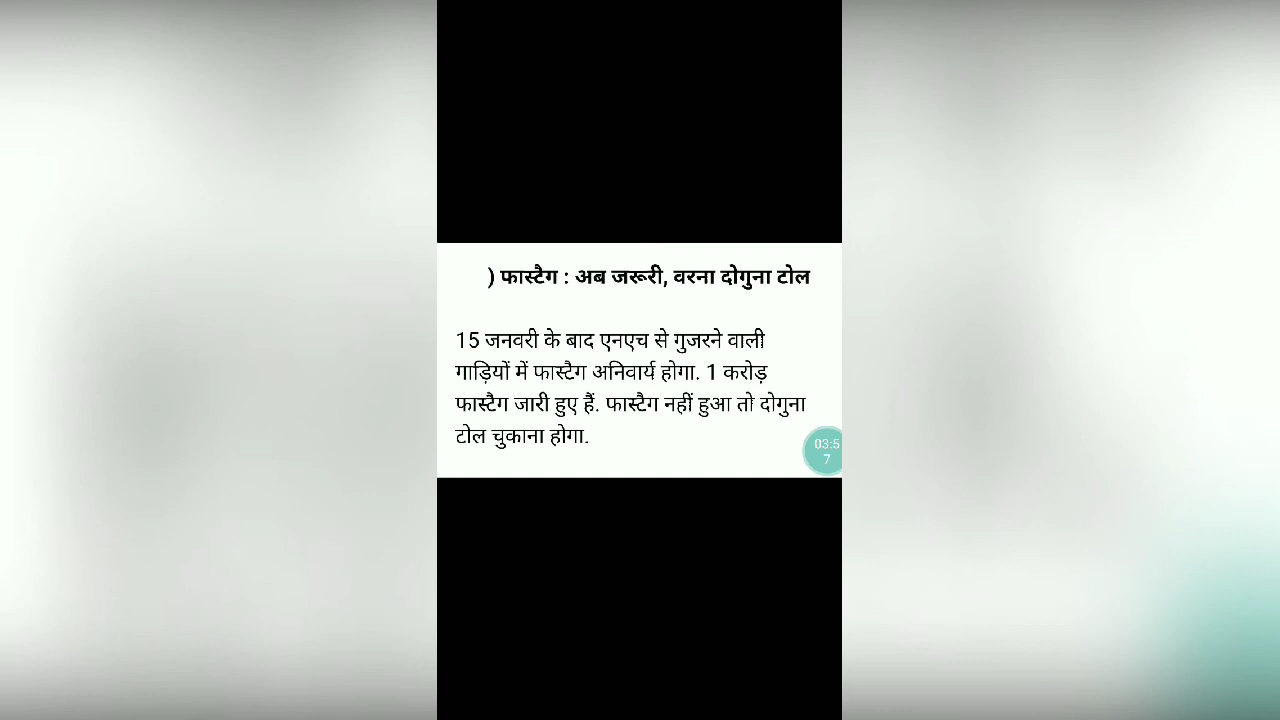 ) फास्टैग : अब जरूरी, वरना दोगुना टोल
15 जनवरी के बाद एनएच से गुजरने वाली
गाड़ियों में फास्टैग अनिवार्य होगा. 1 करोड़
फास्टैग जारी हुए हैं. फास्टैग नहीं हुआ तो दोगुना
टोल चुकाना होगा.
03:5
7